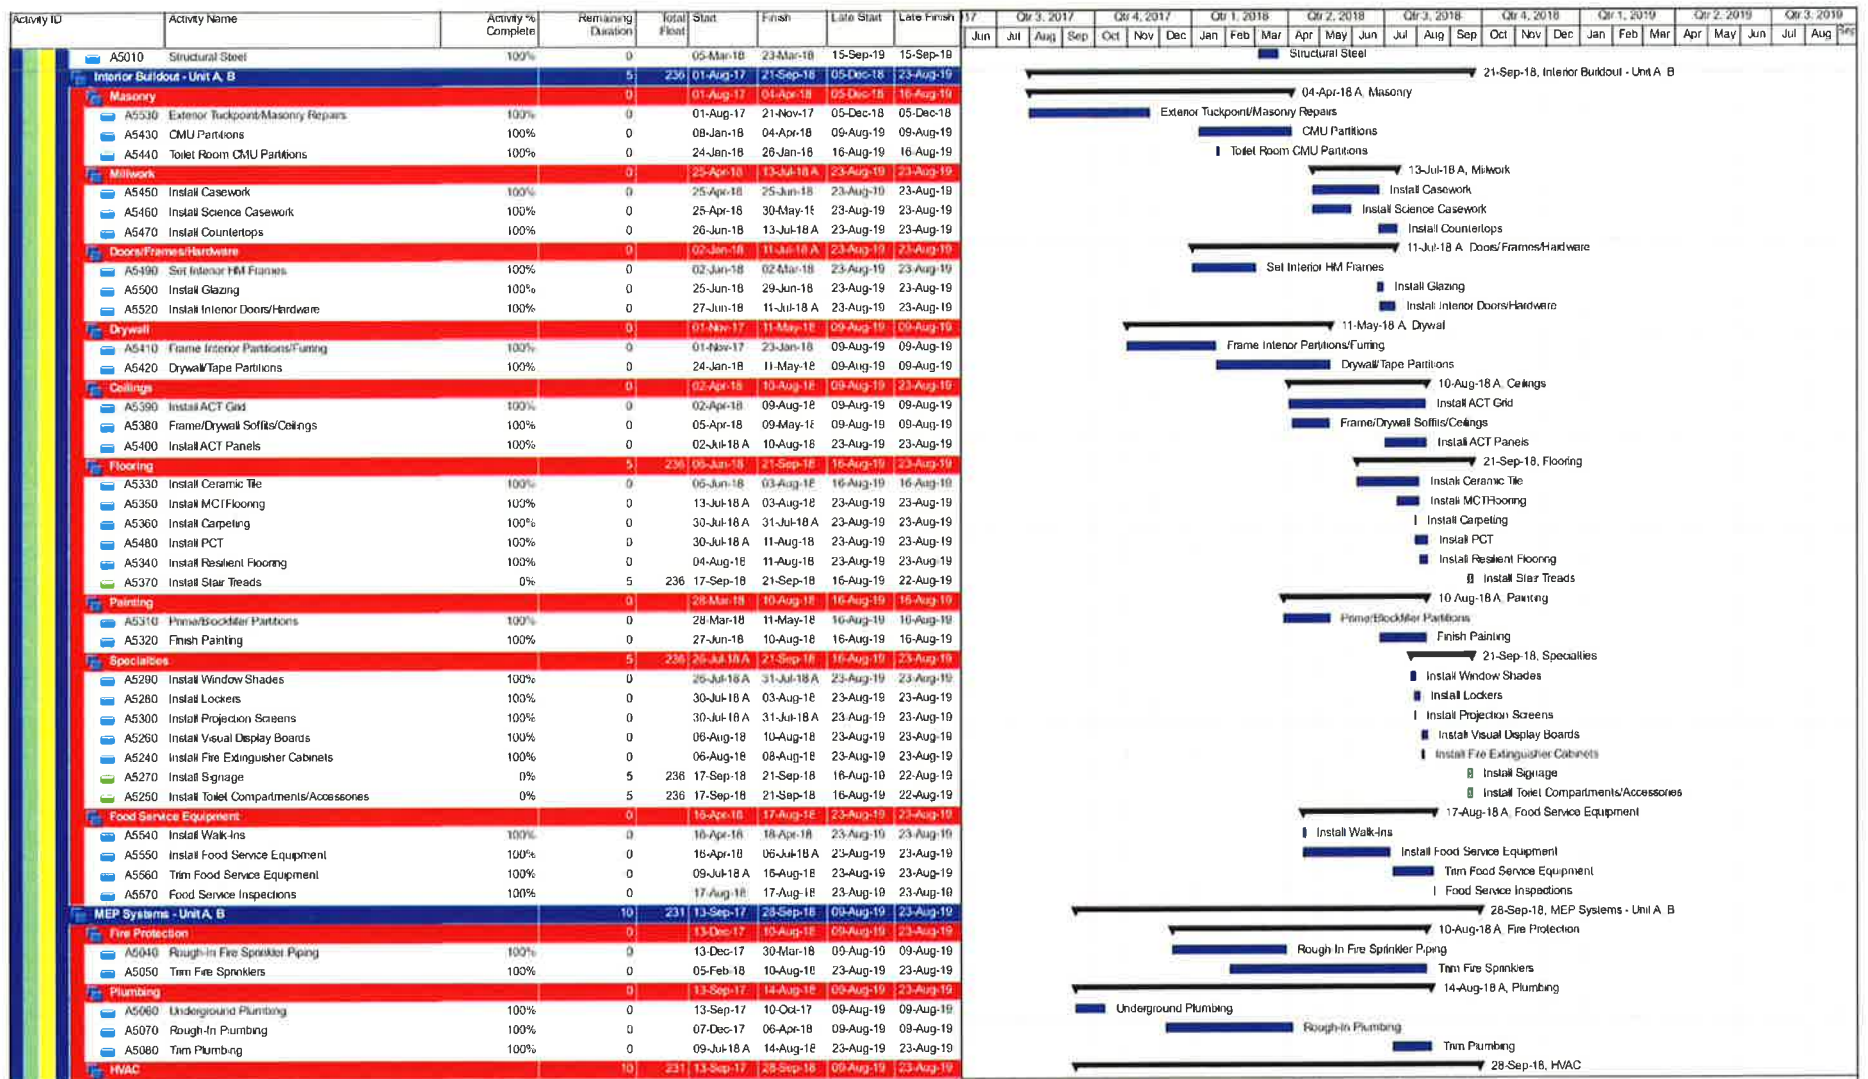 Activity ID Activity Name Activity % Complete Remaining Duration Total Float Start Finish Late Start Late Finish
17 Qtr 3, 2017 Qtr 4, 2017 Qtr 1, 2018 Qtr 2, 2018 Qtr 3, 2018 Qtr 4, 2018 Qtr 1, 2019 Qtr 2, 2019 Qtr 3, 2019
Jun Jul Aug Sep Oct Nov Dec Jan Feb Mar Apr May Jun Jul Aug Sep Oct Nov Dec Jan Feb Mar Apr May Jun Jul Aug Sep
A5010 Structural Steel 100% 0 05-Mar-18 23-Mar-18 15-Sep-19 15-Sep-19 Structural Steel
Interior Buildout - Unit A, B 5 236 01-Aug-17 21-Sep-18 05-Dec-18 23-Aug-19 21-Sep-18, Interior Buildout - Unit A B
Masonry 0 01-Aug-17 04-Apr-18 05-Dec-18 16-Aug-19 04-Apr-18 A, Masonry
A5530 Exterior Tuckpoint/Masonry Repairs 100% 0 01-Aug-17 21-Nov-17 05-Dec-18 05-Dec-18 Exterior Tuckpoint/Masonry Repairs
A5430 CMU Partitions 100% 0 08-Jan-18 04-Apr-18 09-Aug-19 09-Aug-19 CMU Partitions
A5440 Toilet Room CMU Partitions 100% 0 24-Jan-18 26-Jan-18 16-Aug-19 16-Aug-19 Toilet Room CMU Partitions
Millwork 0 25-Apr-18 13-Jul-18 A 23-Aug-19 23-Aug-19 13-Jul-18 A, Millwork
A5450 Install Casework 100% 0 25-Apr-18 25-Jun-18 23-Aug-19 23-Aug-19 Install Casework
A5460 Install Science Casework 100% 0 25-Apr-18 30-May-18 23-Aug-19 23-Aug-19 Install Science Casework
A5470 Install Countertops 100% 0 26-Jun-18 13-Jul-18 A 23-Aug-19 23-Aug-19 Install Countertops
Doors/Frames/Hardware 0 02-Jan-18 11-Jul-18 A 23-Aug-19 23-Aug-19 11-Jul-18 A Doors/Frames/Hardware
A5490 Set Interior HM Frames 100% 0 02-Jan-18 02-Mar-18 23-Aug-19 23-Aug-19 Set Interior HM Frames
A5500 Install Glazing 100% 0 25-Jun-18 29-Jun-18 23-Aug-19 23-Aug-19 Install Glazing
A5520 Install Interior Doors/Hardware 100% 0 27-Jun-18 11-Jul-18 A 23-Aug-19 23-Aug-19 Install Interior Doors/Hardware
Drywall 0 01-Nov-17 11-May-18 09-Aug-19 09-Aug-19 11-May-18 A Drywall
A5410 Frame Interior Partitions/Furring 100% 0 01-Nov-17 23-Jan-18 09-Aug-19 09-Aug-19 Frame Interior Partitions/Furring
A5420 Drywall/Tape Partitions 100% 0 24-Jan-18 11-May-18 09-Aug-19 09-Aug-19 Drywall/Tape Partitions
Ceilings 0 02-Apr-18 10-Aug-18 09-Aug-19 23-Aug-19 10-Aug-18 A, Ceilings
A5390 Install ACT Grid 100% 0 02-Apr-18 09-Aug-18 09-Aug-19 09-Aug-19 Install ACT Grid
A5380 Frame/Drywall Soffits/Ceilings 100% 0 05-Apr-18 09-May-18 09-Aug-19 09-Aug-19 Frame/Drywall Soffits/Ceilings
A5400 Install ACT Panels 100% 0 02-Jul-18 A 10-Aug-18 23-Aug-19 23-Aug-19 Install ACT Panels
Flooring 5 236 06-Jun-18 21-Sep-18 16-Aug-19 23-Aug-19 21-Sep-18, Flooring
A5330 Install Ceramic Tile 100% 0 06-Jun-18 03-Aug-18 16-Aug-19 16-Aug-19 Install Ceramic Tile
A5350 Install MCTFlooring 100% 0 13-Jul-18 A 03-Aug-18 23-Aug-19 23-Aug-19 Install MCTFlooring
A5360 Install Carpeting 100% 0 30-Jul-18 A 31-Jul-18 A 23-Aug-19 23-Aug-19 Install Carpeting
A5480 Install PCT 100% 0 30-Jul-18 A 11-Aug-18 23-Aug-19 23-Aug-19 Install PCT
A5340 Install Resilient Flooring 100% 0 04-Aug-18 11-Aug-18 23-Aug-19 23-Aug-19 Install Resilient Flooring
A5370 Install Stair Treads 0% 5 236 17-Sep-18 21-Sep-18 16-Aug-19 22-Aug-19 Install Stair Treads
Painting 0 28-Mar-18 10-Aug-18 16-Aug-19 16-Aug-19 10 Aug-18 A, Painting
A5310 Prime/Blockfiller Partitions 100% 0 28-Mar-18 11-May-18 16-Aug-19 16-Aug-19 Prime/Blockfiller Partitions
A5320 Finish Painting 100% 0 27-Jun-18 10-Aug-18 16-Aug-19 16-Aug-19 Finish Painting
Specialties 5 236 26-Jul-18 A 21-Sep-18 16-Aug-19 23-Aug-19 21-Sep-18, Specialties
A5290 Install Window Shades 100% 0 26-Jul-18 A 31-Jul-18 A 23-Aug-19 23-Aug-19 Install Window Shades
A5280 Install Lockers 100% 0 30-Jul-18 A 03-Aug-18 23-Aug-19 23-Aug-19 Install Lockers
A5300 Install Projection Screens 100% 0 30-Jul-18 A 31-Jul-18 A 23-Aug-19 23-Aug-19 Install Projection Screens
A5260 Install Visual Display Boards 100% 0 06-Aug-18 10-Aug-18 23-Aug-19 23-Aug-19 Install Visual Display Boards
A5240 Install Fire Extinguisher Cabinets 100% 0 06-Aug-18 08-Aug-18 23-Aug-19 23-Aug-19 Install Fire Extinguisher Cabinets
A5270 Install Signage 0% 5 236 17-Sep-18 21-Sep-18 16-Aug-19 22-Aug-19 Install Signage
A5250 Install Toilet Compartments/Accessories 0% 5 236 17-Sep-18 21-Sep-18 16-Aug-19 22-Aug-19 Install Toilet Compartments/Accessories
Food Service Equipment 0 16-Apr-18 17-Aug-18 23-Aug-19 23-Aug-19 17-Aug-18 A, Food Service Equipment
A5540 Install Walk-Ins 100% 0 16-Apr-18 18-Apr-18 23-Aug-19 23-Aug-19 Install Walk-Ins
A5550 Install Food Service Equipment 100% 0 16-Apr-18 06-Jul-18 A 23-Aug-19 23-Aug-19 Install Food Service Equipment
A5560 Trim Food Service Equipment 100% 0 09-Jul-18 A 16-Aug-18 23-Aug-19 23-Aug-19 Trim Food Service Equipment
A5570 Food Service Inspections 100% 0 17-Aug-18 17-Aug-18 23-Aug-19 23-Aug-19 Food Service Inspections
MEP Systems - Unit A, B 10 231 13-Sep-17 28-Sep-18 09-Aug-19 23-Aug-19 28-Sep-18, MEP Systems - Unit A B
Fire Protection 0 13-Dec-17 10-Aug-18 09-Aug-19 23-Aug-19 10-Aug-18 A Fire Protection
A5040 Rough-In Fire Sprinkler Piping 100% 0 13-Dec-17 30-Mar-18 09-Aug-19 09-Aug-19 Rough-In Fire Sprinkler Piping
A5050 Trim Fire Sprinklers 100% 0 05-Feb-18 10-Aug-18 23-Aug-19 23-Aug-19 Trim Fire Sprinklers
Plumbing 0 13-Sep-17 14-Aug-18 09-Aug-19 23-Aug-19 14-Aug-18 A, Plumbing
A5060 Underground Plumbing 100% 0 13-Sep-17 10-Oct-17 09-Aug-19 09-Aug-19 Underground Plumbing
A5070 Rough-In Plumbing 100% 0 07-Dec-17 06-Apr-18 09-Aug-19 09-Aug-19 Rough-In Plumbing
A5080 Trim Plumbing 100% 0 09-Jul-18 A 14-Aug-18 23-Aug-19 23-Aug-19 Trim Plumbing
HVAC 10 231 13-Sep-17 28-Sep-18 09-Aug-19 23-Aug-19 28-Sep-18, HVAC